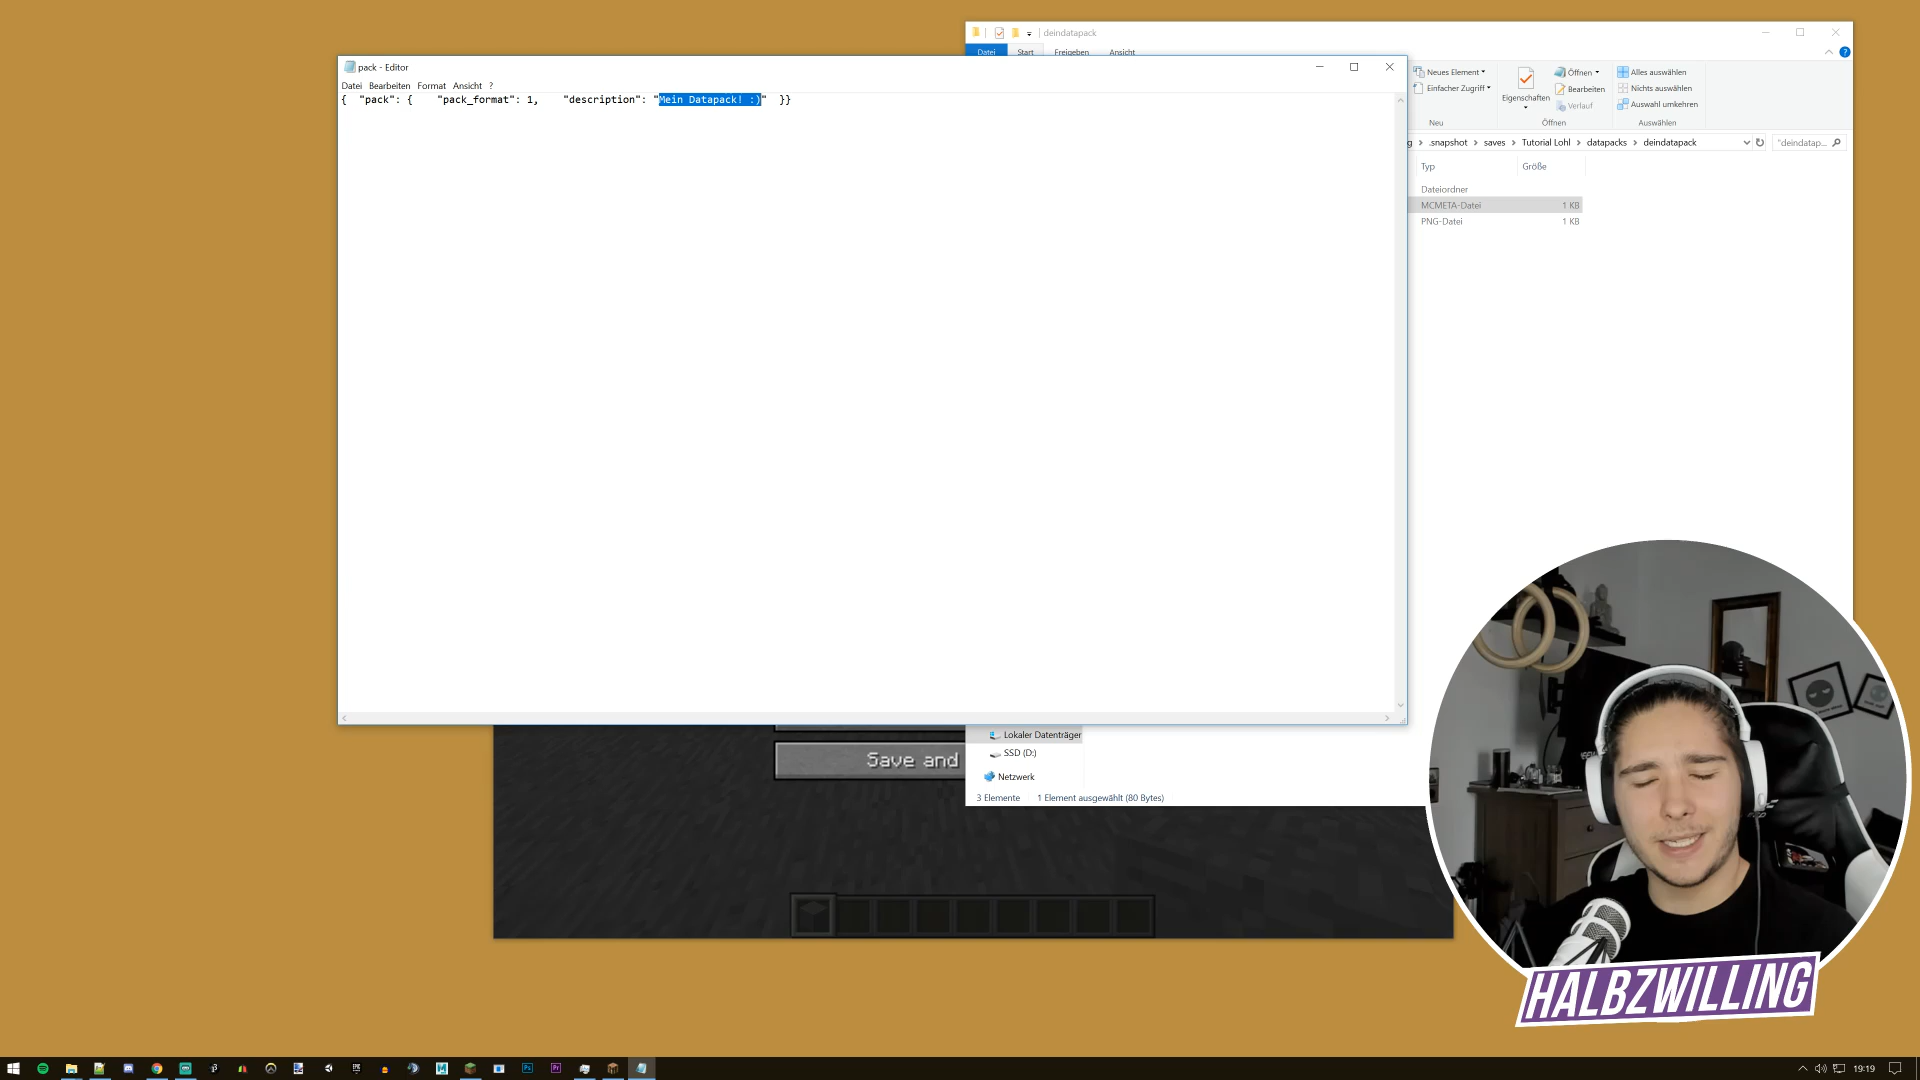 deindatapack
Datei Start Freigeben Ansicht
pack - Editor
Datei Bearbeiten Format Ansicht ?
{  "pack": {    "pack_format": 1,    "description": "Mein Datapack! :)"  }}
Neues Element
Einfacher Zugriff
Neu
Eigenschaften
Öffnen
Bearbeiten
Verlauf
Öffnen
Alles auswählen
Nichts auswählen
Auswahl umkehren
Auswählen
g > .snapshot > saves > Tutorial Lohl > datapacks > deindatapack
"deindatap...
Typ Größe
Dateiordner
MCMETA-Datei 1 KB
PNG-Datei 1 KB
Lokaler Datenträger
SSD (D:)
Netzwerk
3 Elemente 1 Element ausgewählt (80 Bytes)
Save and
HALBZWILLING
19:19